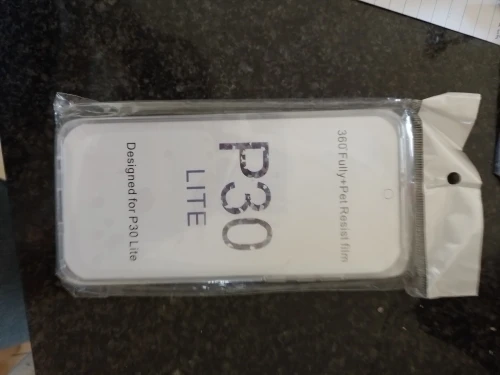 360°Fully+Pet Resist film
P30
LITE
Designed for P30 Lite